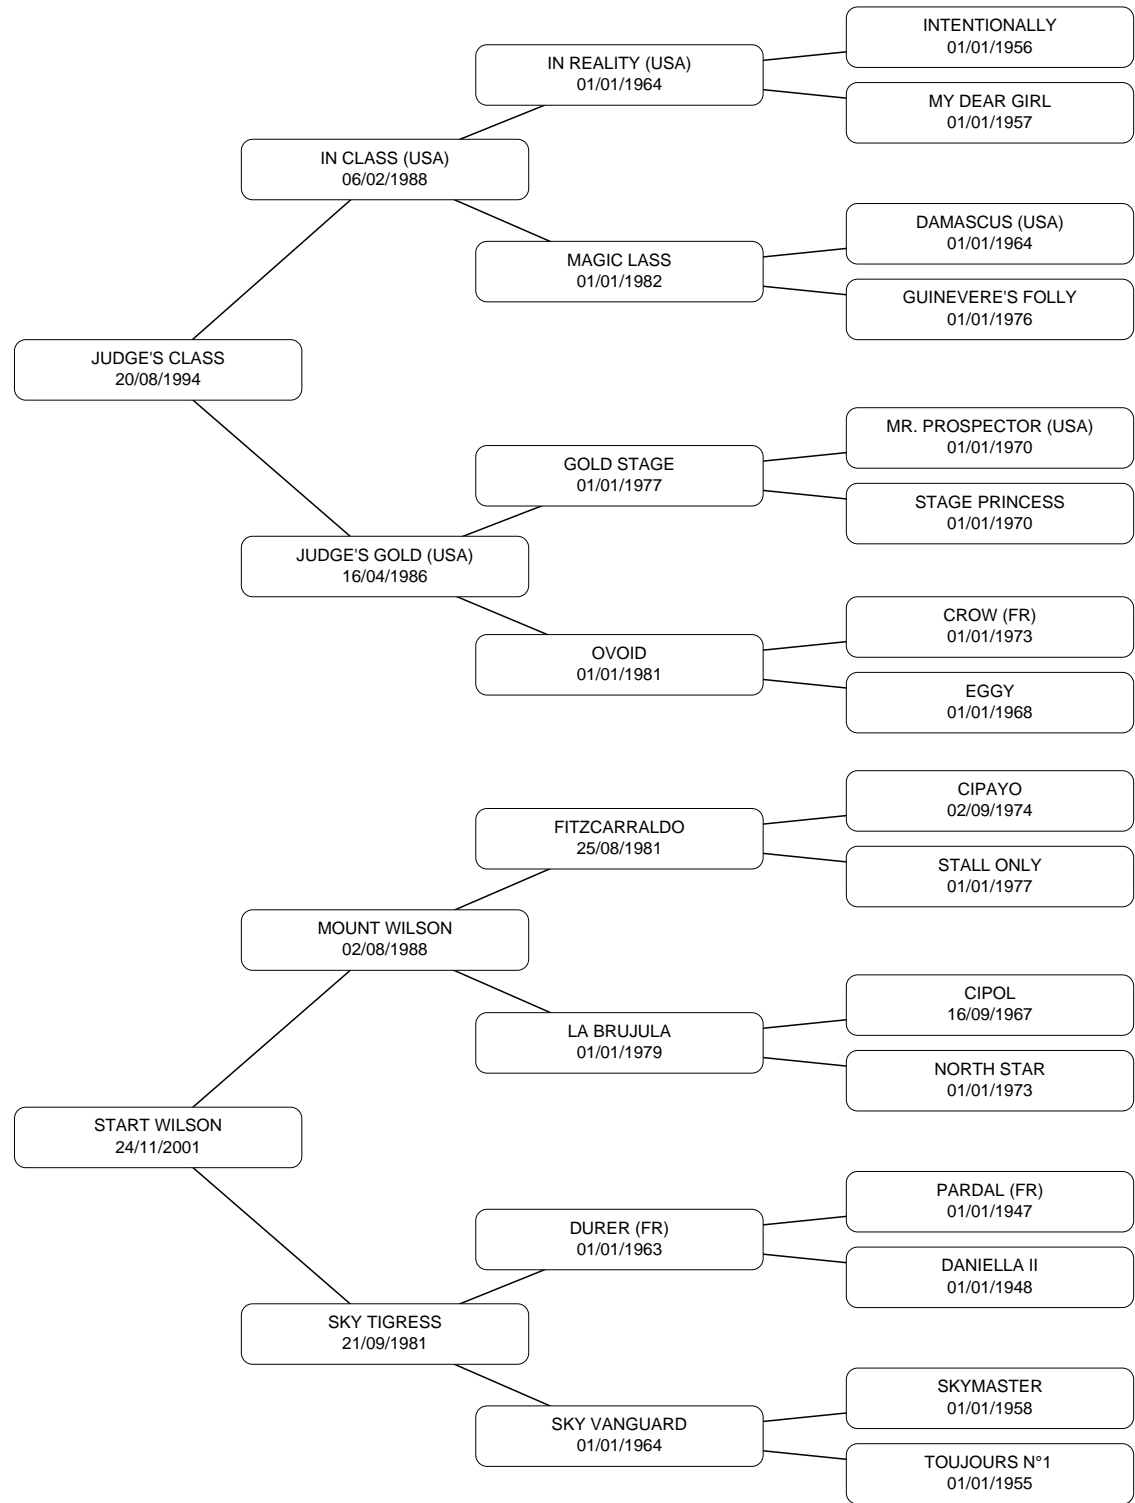 INTENTIONALLY
01/01/1956
IN REALITY (USA)
01/01/1964
MY DEAR GIRL
01/01/1957
IN CLASS (USA)
06/02/1988
DAMASCUS (USA)
01/01/1964
MAGIC LASS
01/01/1982
GUINEVERE'S FOLLY
01/01/1976
JUDGE'S CLASS
20/08/1994
MR. PROSPECTOR (USA)
01/01/1970
GOLD STAGE
01/01/1977
STAGE PRINCESS
01/01/1970
JUDGE'S GOLD (USA)
16/04/1986
CROW (FR)
01/01/1973
OVOID
01/01/1981
EGGY
01/01/1968
CIPAYO
02/09/1974
FITZCARRALDO
25/08/1981
STALL ONLY
01/01/1977
MOUNT WILSON
02/08/1988
CIPOL
16/09/1967
LA BRUJULA
01/01/1979
NORTH STAR
01/01/1973
START WILSON
24/11/2001
PARDAL (FR)
01/01/1947
DURER (FR)
01/01/1963
DANIELLA II
01/01/1948
SKY TIGRESS
21/09/1981
SKYMASTER
01/01/1958
SKY VANGUARD
01/01/1964
TOUJOURS N°1
01/01/1955